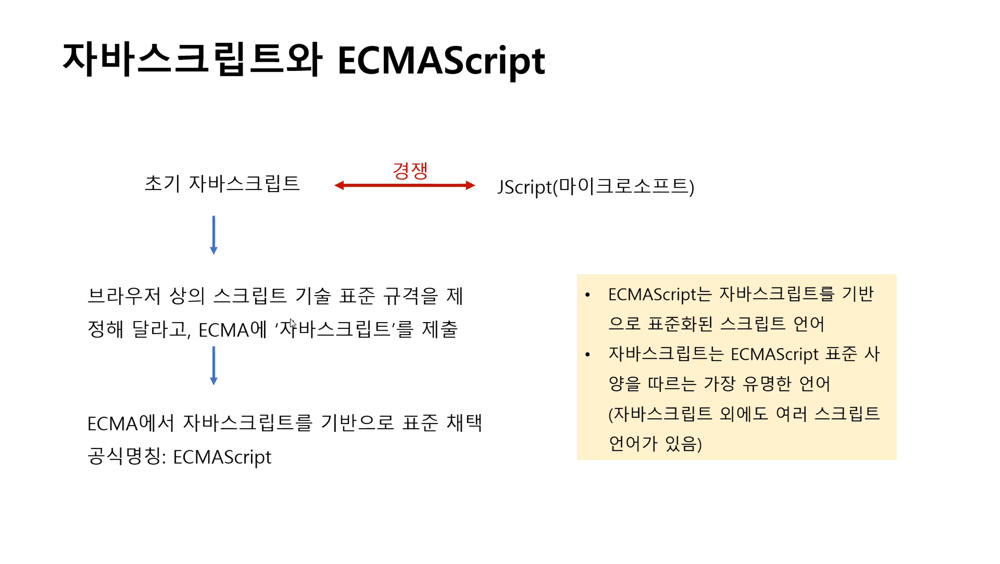 자바스크립트와 ECMAScript
경쟁
초기 자바스크립트
JScript(마이크로소프트)
브라우저 상의 스크립트 기술 표준 규격을 제
정해 달라고, ECMA에 ‘자바스크립트’를 제출
ECMA에서 자바스크립트를 기반으로 표준 채택
공식명칭: ECMAScript
• ECMAScript는 자바스크립트를 기반
으로 표준화된 스크립트 언어
• 자바스크립트는 ECMAScript 표준 사
양을 따르는 가장 유명한 언어
(자바스크립트 외에도 여러 스크립트
언어가 있음)